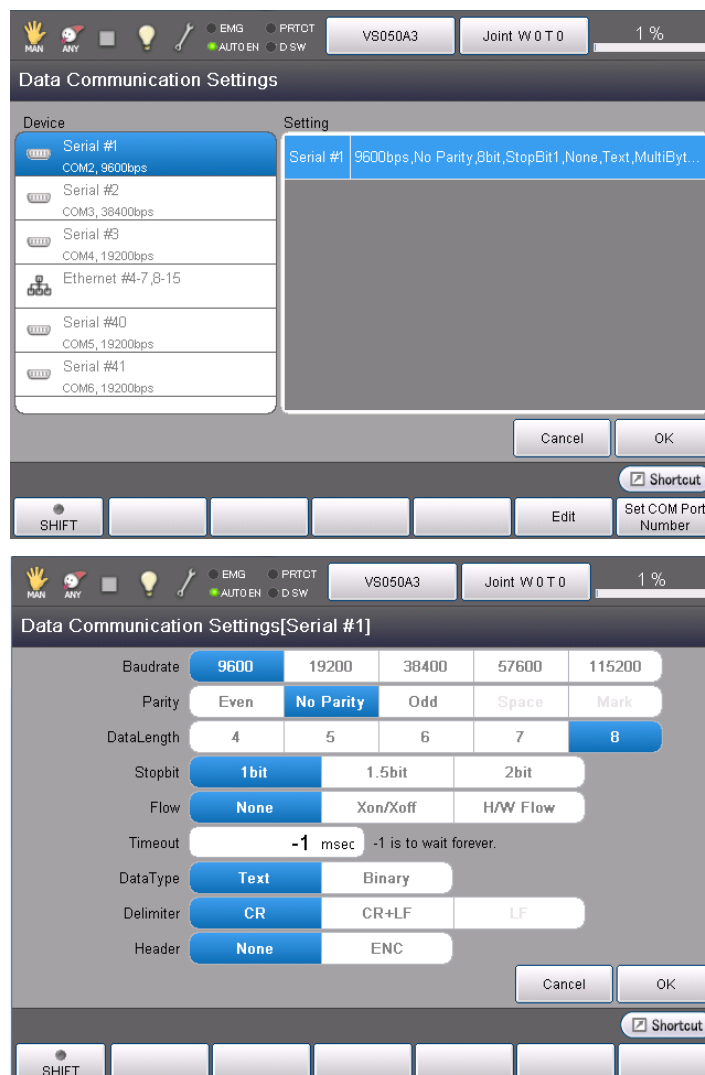 EMG PRTCT
MAN ANY AUTO EN D SW VS050A3 Joint W 0 T 0 1 %
Data Communication Settings
Device Setting
Serial #1
COM2, 9600bps
Serial #1 9600bps,No Parity,8bit,StopBit1,None,Text,MultiByt...
Serial #2
COM3, 38400bps
Serial #3
COM4, 19200bps
Ethernet #4-7,8-15
Serial #40
COM5, 19200bps
Serial #41
COM6, 19200bps
Cancel OK
Shortcut
SHIFT Edit Set COM Port
Number
EMG PRTCT
MAN ANY AUTO EN D SW VS050A3 Joint W 0 T 0 1 %
Data Communication Settings[Serial #1]
Baudrate 9600 19200 38400 57600 115200
Parity Even No Parity Odd Space Mark
DataLength 4 5 6 7 8
Stopbit 1bit 1.5bit 2bit
Flow None Xon/Xoff H/W Flow
Timeout -1 msec -1 is to wait forever.
DataType Text Binary
Delimiter CR CR+LF LF
Header None ENC
Cancel OK
Shortcut
SHIFT